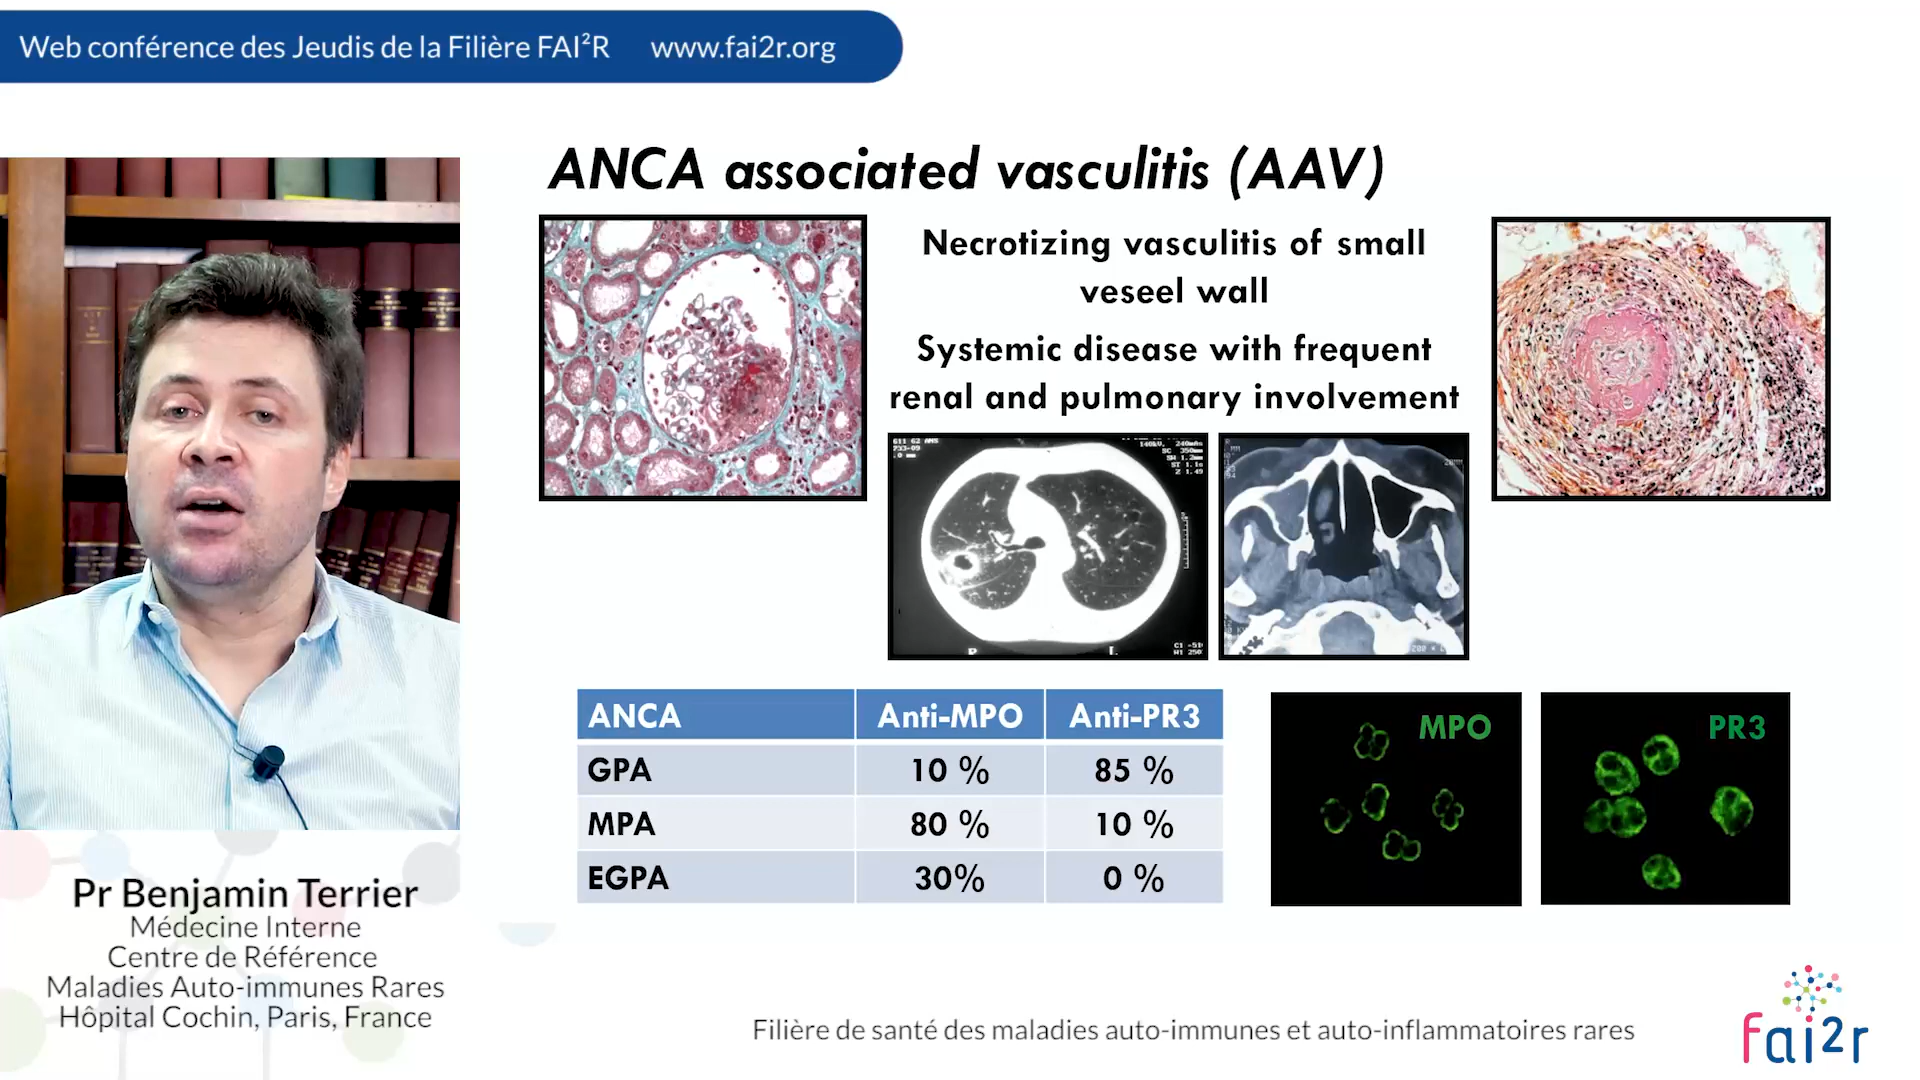 Web conférence des Jeudis de la Filière FAI²R www.fai2r.org
ANCA associated vasculitis (AAV)
Necrotizing vasculitis of small
veseel wall
Systemic disease with frequent
renal and pulmonary involvement
ANCA Anti-MPO Anti-PR3
GPA 10 % 85 %
MPA 80 % 10 %
EGPA 30% 0 %
MPO
PR3
Pr Benjamin Terrier
Médecine Interne
Centre de Référence
Maladies Auto-immunes Rares
Hôpital Cochin, Paris, France
Filière de santé des maladies auto-immunes et auto-inflammatoires rares
fai2r